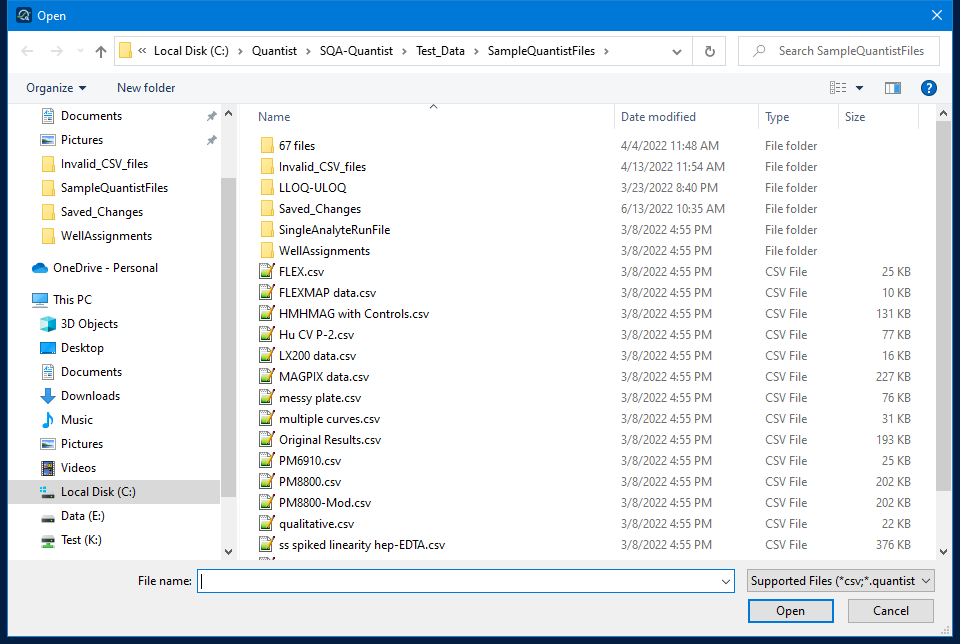 Open
« Local Disk (C:) › Quantist › SQA-Quantist › Test_Data › SampleQuantistFiles ›
Search SampleQuantistFiles
Organize
New folder
Documents
Pictures
Invalid_CSV_files
SampleQuantistFiles
Saved_Changes
WellAssignments
OneDrive - Personal
This PC
3D Objects
Desktop
Documents
Downloads
Music
Pictures
Videos
Local Disk (C:)
Data (E:)
Test (K:)
Name Date modified Type Size
67 files 4/4/2022 11:48 AM File folder
Invalid_CSV_files 4/13/2022 11:54 AM File folder
LLOQ-ULOQ 3/23/2022 8:40 PM File folder
Saved_Changes 6/13/2022 10:35 AM File folder
SingleAnalyteRunFile 3/8/2022 4:55 PM File folder
WellAssignments 3/8/2022 4:55 PM File folder
FLEX.csv 3/8/2022 4:55 PM CSV File 25 KB
FLEXMAP data.csv 3/8/2022 4:55 PM CSV File 10 KB
HMHMAG with Controls.csv 3/8/2022 4:55 PM CSV File 131 KB
Hu CV P-2.csv 3/8/2022 4:55 PM CSV File 77 KB
LX200 data.csv 3/8/2022 4:55 PM CSV File 16 KB
MAGPIX data.csv 3/8/2022 4:55 PM CSV File 227 KB
messy plate.csv 3/8/2022 4:55 PM CSV File 76 KB
multiple curves.csv 3/8/2022 4:55 PM CSV File 31 KB
Original Results.csv 3/8/2022 4:55 PM CSV File 193 KB
PM6910.csv 3/8/2022 4:55 PM CSV File 25 KB
PM8800.csv 3/8/2022 4:55 PM CSV File 202 KB
PM8800-Mod.csv 3/8/2022 4:55 PM CSV File 202 KB
qualitative.csv 3/8/2022 4:55 PM CSV File 22 KB
ss spiked linearity hep-EDTA.csv 3/8/2022 4:55 PM CSV File 376 KB
File name:
Supported Files (*csv;*.quantist
Open
Cancel